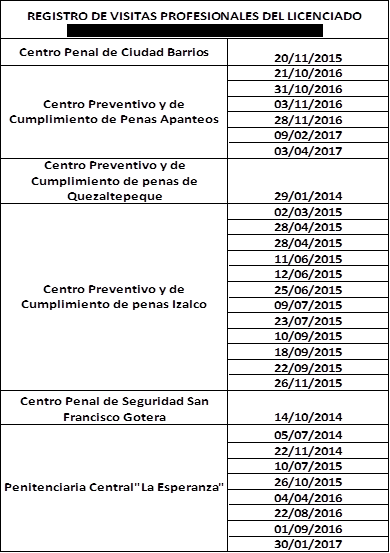 REGISTRO DE VISITAS PROFESIONALES DEL LICENCIADO
Centro Penal de Ciudad Barrios
20/11/2015
Centro Preventivo y de
Cumplimiento de Penas Apanteos
21/10/2016
31/10/2016
03/11/2016
28/11/2016
09/02/2017
03/04/2017
Centro Preventivo y de
Cumplimiento de penas de
Quezaltepeque
29/01/2014
Centro Preventivo y de
Cumplimiento de penas Izalco
02/03/2015
28/04/2015
28/04/2015
11/06/2015
12/06/2015
25/06/2015
09/07/2015
23/07/2015
10/09/2015
18/09/2015
22/09/2015
26/11/2015
Centro Penal de Seguridad San
Francisco Gotera
14/10/2014
Penitenciaria Central"La Esperanza"
05/07/2014
22/11/2014
10/07/2015
26/10/2015
04/04/2016
22/08/2016
01/09/2016
30/01/2017